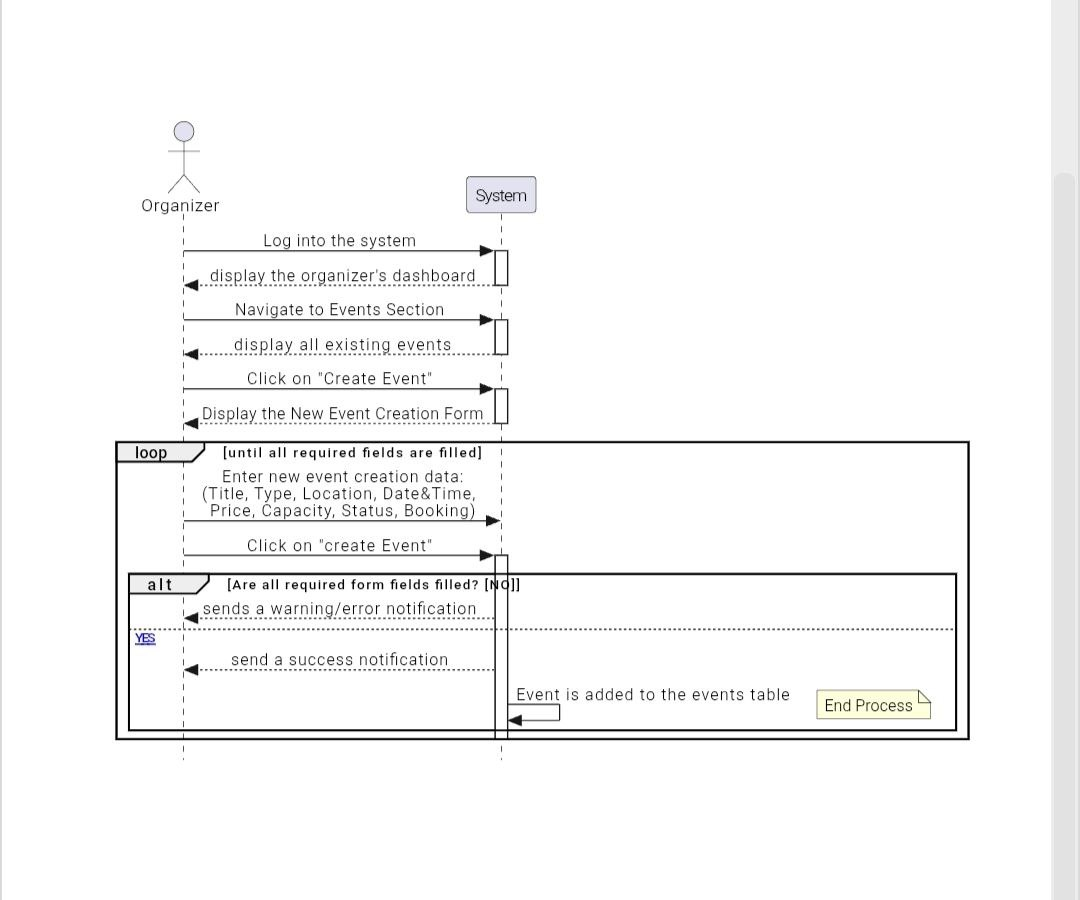 Organizer
System
Log into the system
display the organizer's dashboard
Navigate to Events Section
display all existing events
Click on "Create Event"
Display the New Event Creation Form
loop
[until all required fields are filled]
Enter new event creation data:
(Title, Type, Location, Date&Time,
Price, Capacity, Status, Booking)
Click on "create Event"
alt
[Are all required form fields filled? [NO]]
sends a warning/error notification
YES
send a success notification
Event is added to the events table
End Process